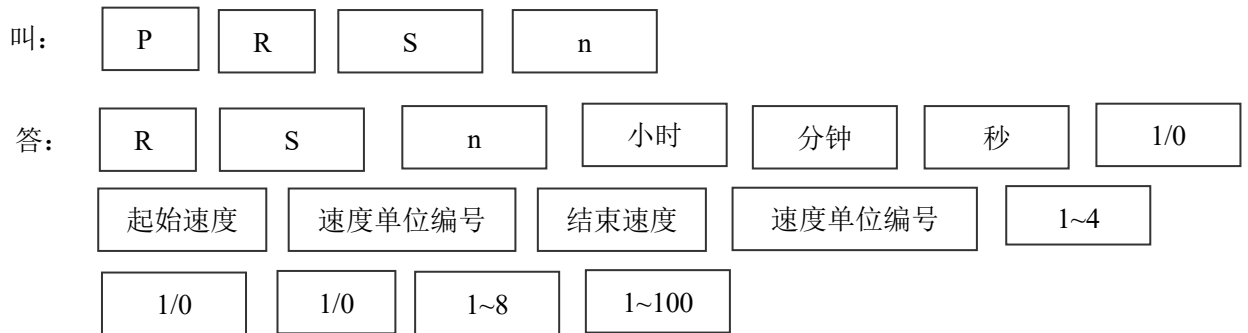 叫： P R S n
答： R S n 小时 分钟 秒 1/0
起始速度 速度单位编号 结束速度 速度单位编号 1~4
1/0 1/0 1~8 1~100